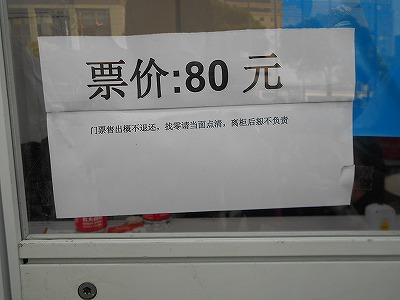 票价:80 元
门票售出概不退还，找零请当面点清，离柜后恕不负责